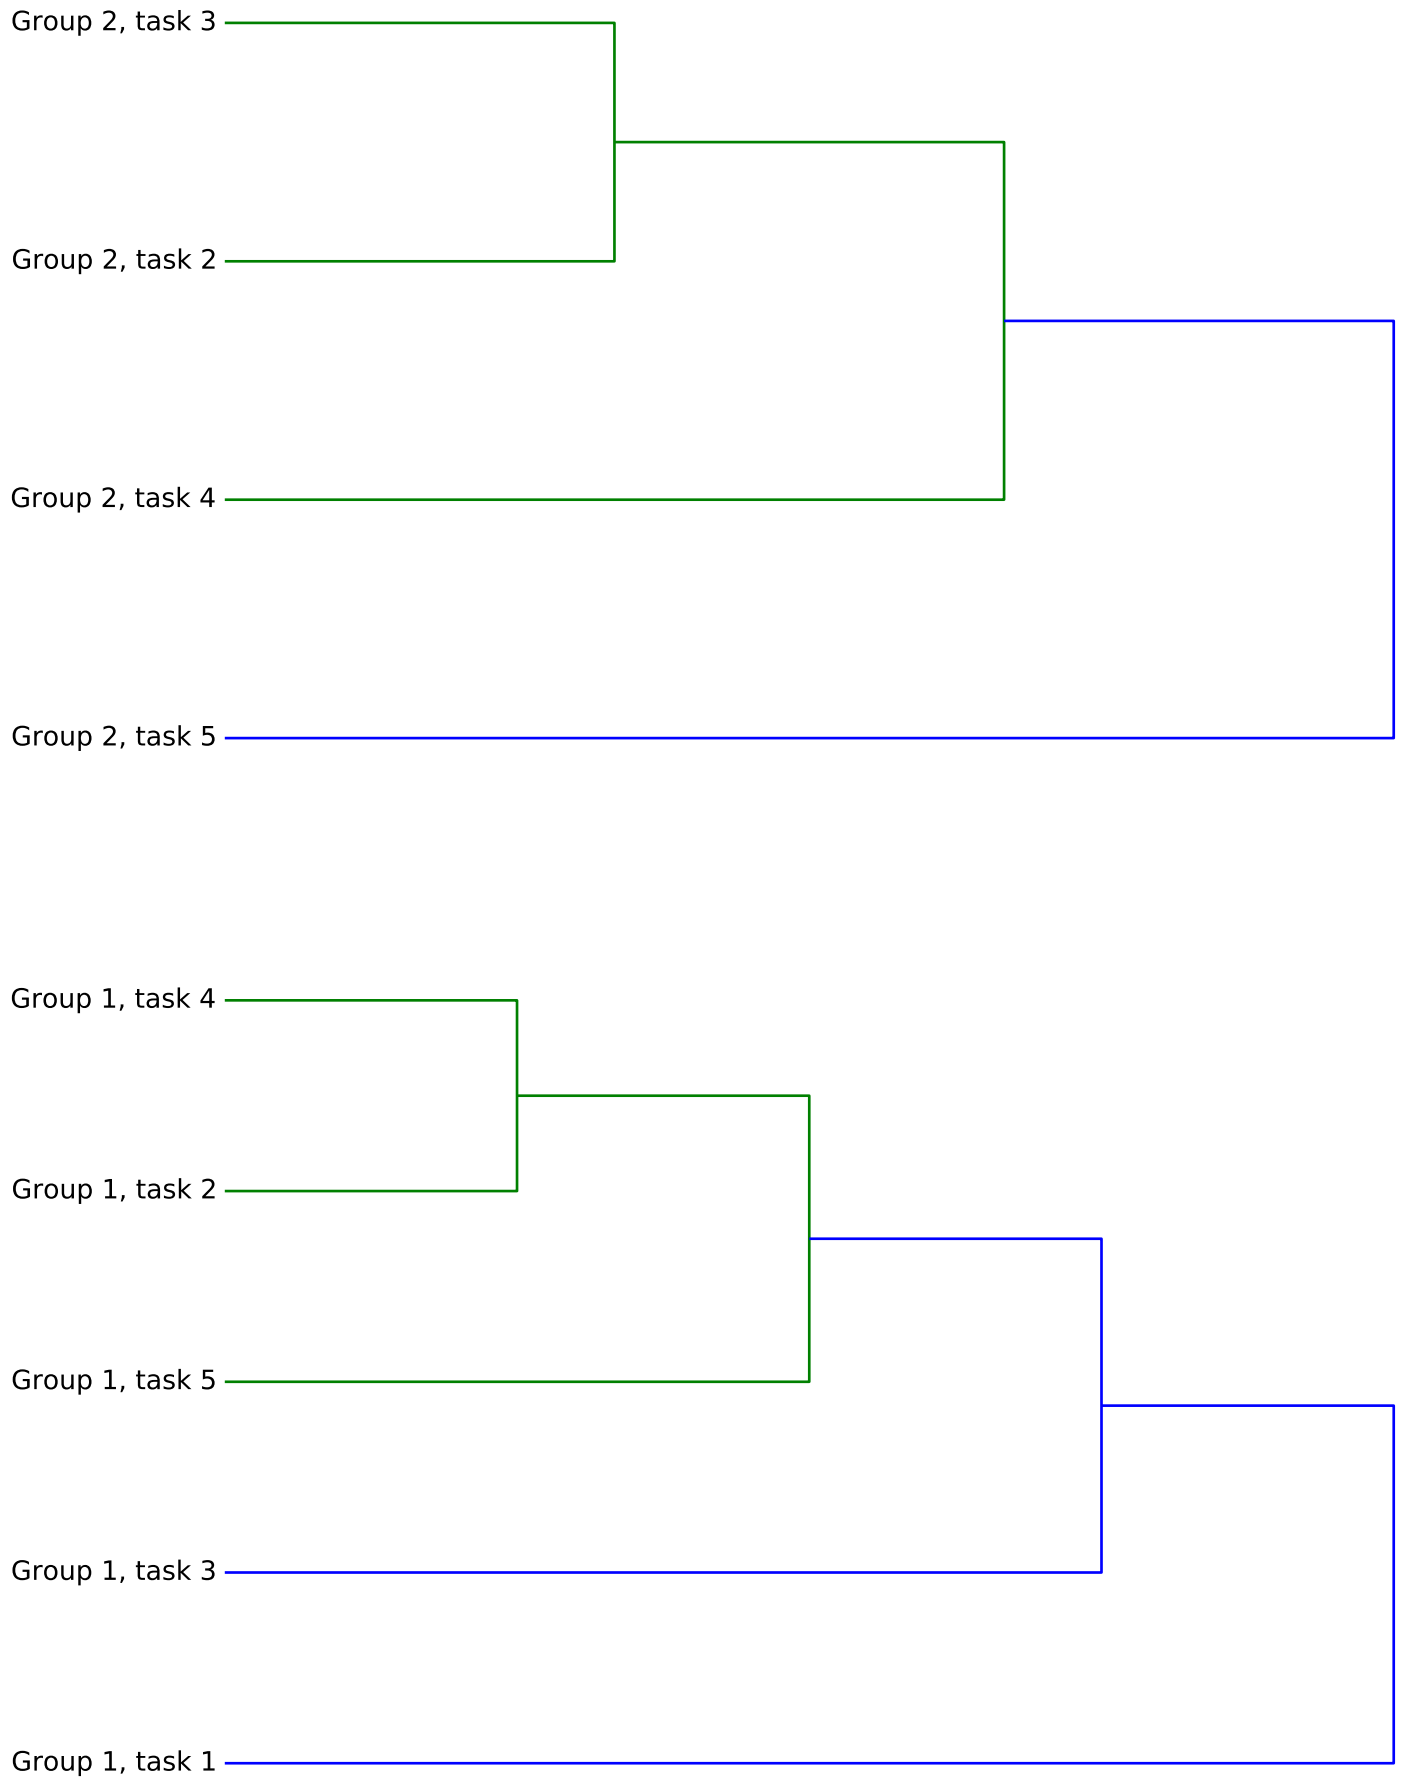 Group 2, task 3
Group 2, task 2
Group 2, task 4
Group 2, task 5
Group 1, task 4
Group 1, task 2
Group 1, task 5
Group 1, task 3
Group 1, task 1